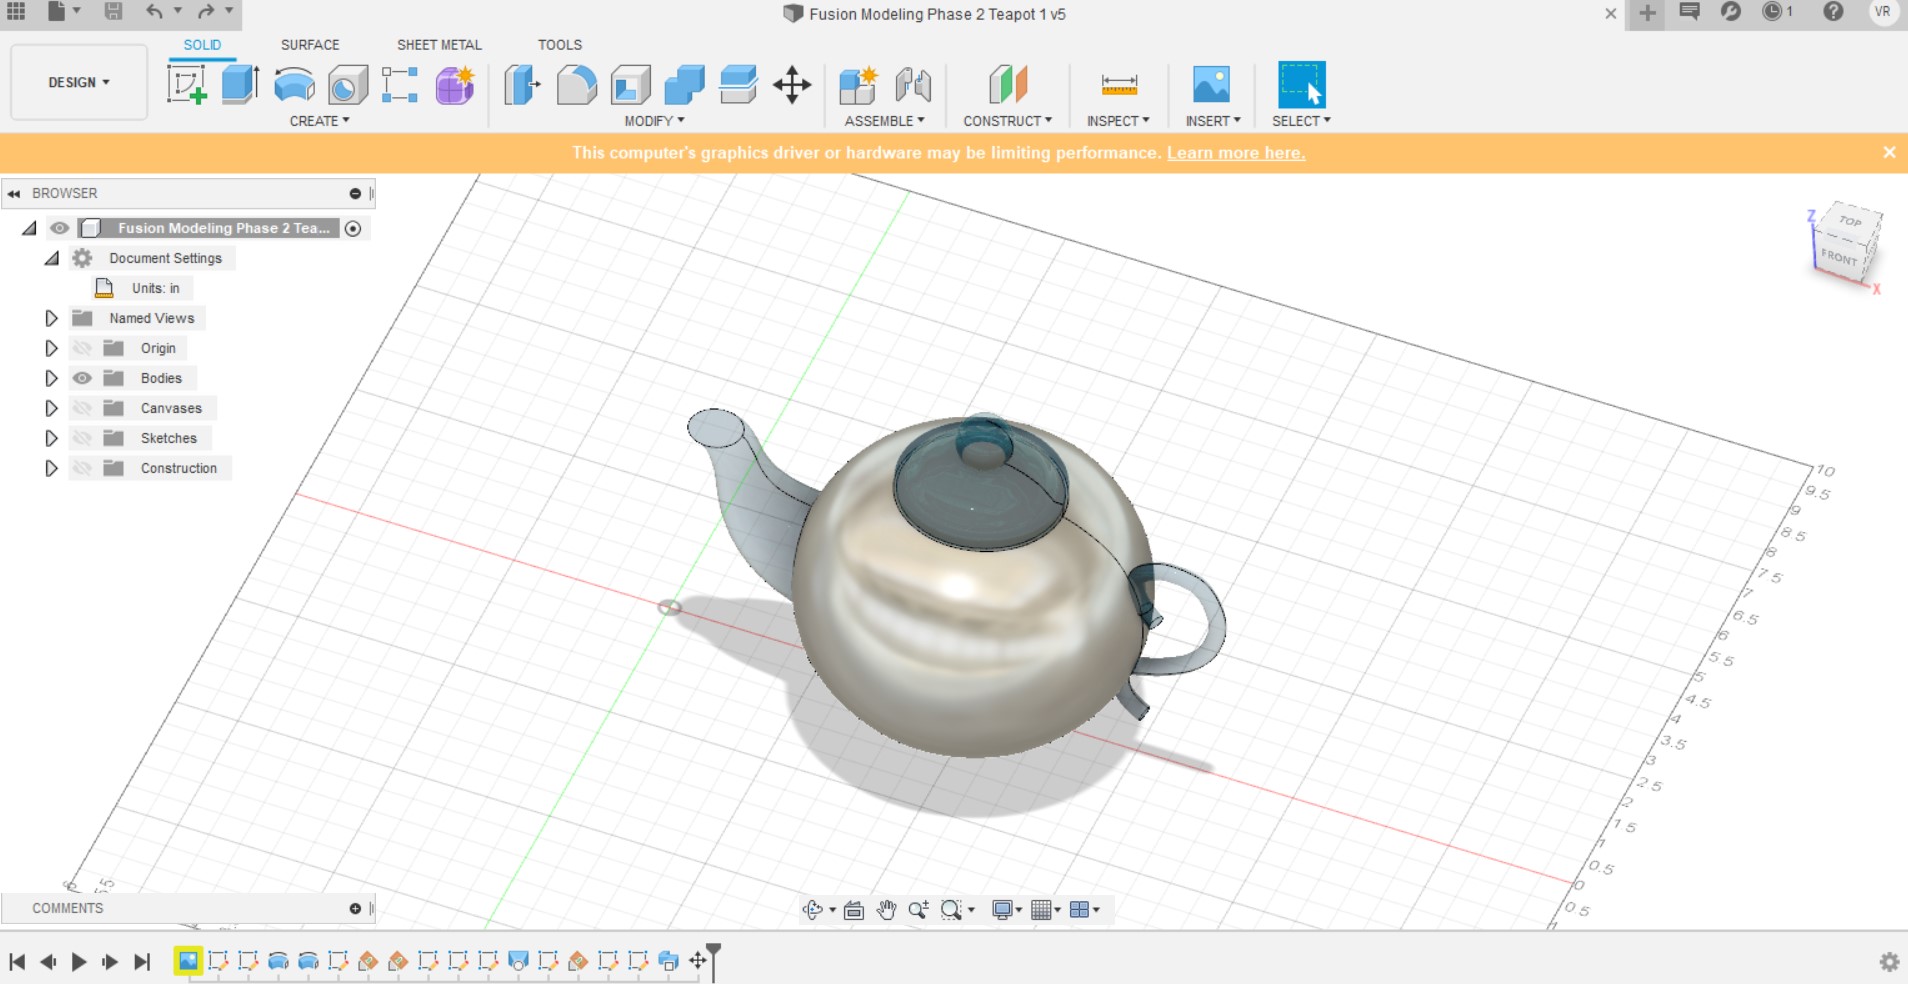 Fusion Modeling Phase 2 Teapot 1 v5
1
VR
DESIGN
SOLID
SURFACE
SHEET METAL
TOOLS
CREATE
MODIFY
ASSEMBLE
CONSTRUCT
INSPECT
INSERT
SELECT
This computer's graphics driver or hardware may be limiting performance. Learn more here.
BROWSER
Fusion Modeling Phase 2 Tea...
Document Settings
Units: in
Named Views
Origin
Bodies
Canvases
Sketches
Construction
Z
TOP
FRONT
X
10
9.5
9
8.5
8
7.5
7
6.5
6
5.5
5
4.5
4
3.5
3
2.5
2
1.5
1
0.5
0
0.5
1
COMMENTS